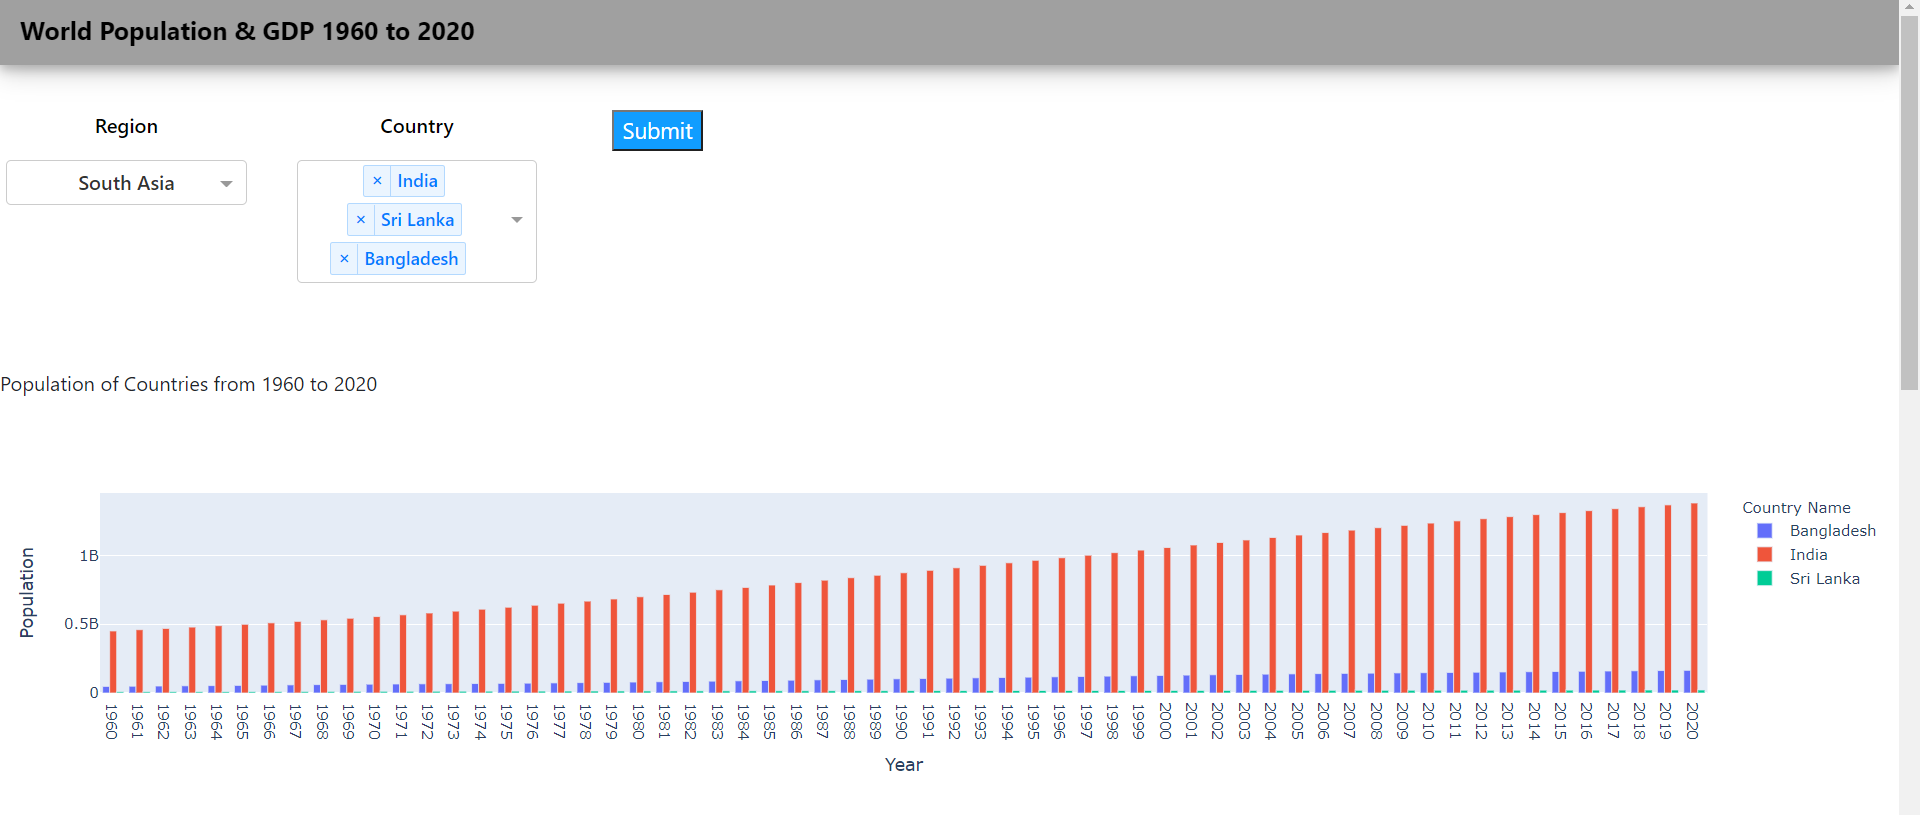 World Population & GDP 1960 to 2020
Region
Country
Submit
South Asia
× India
× Sri Lanka
× Bangladesh
Population of Countries from 1960 to 2020
Population
1B
0.5B
0
1960 1961 1962 1963 1964 1965 1966 1967 1968 1969 1970 1971 1972 1973 1974 1975 1976 1977 1978 1979 1980 1981 1982 1983 1984 1985 1986 1987 1988 1989 1990 1991 1992 1993 1994 1995 1996 1997 1998 1999 2000 2001 2002 2003 2004 2005 2006 2007 2008 2009 2010 2011 2012 2013 2014 2015 2016 2017 2018 2019 2020
Year
Country Name
Bangladesh
India
Sri Lanka